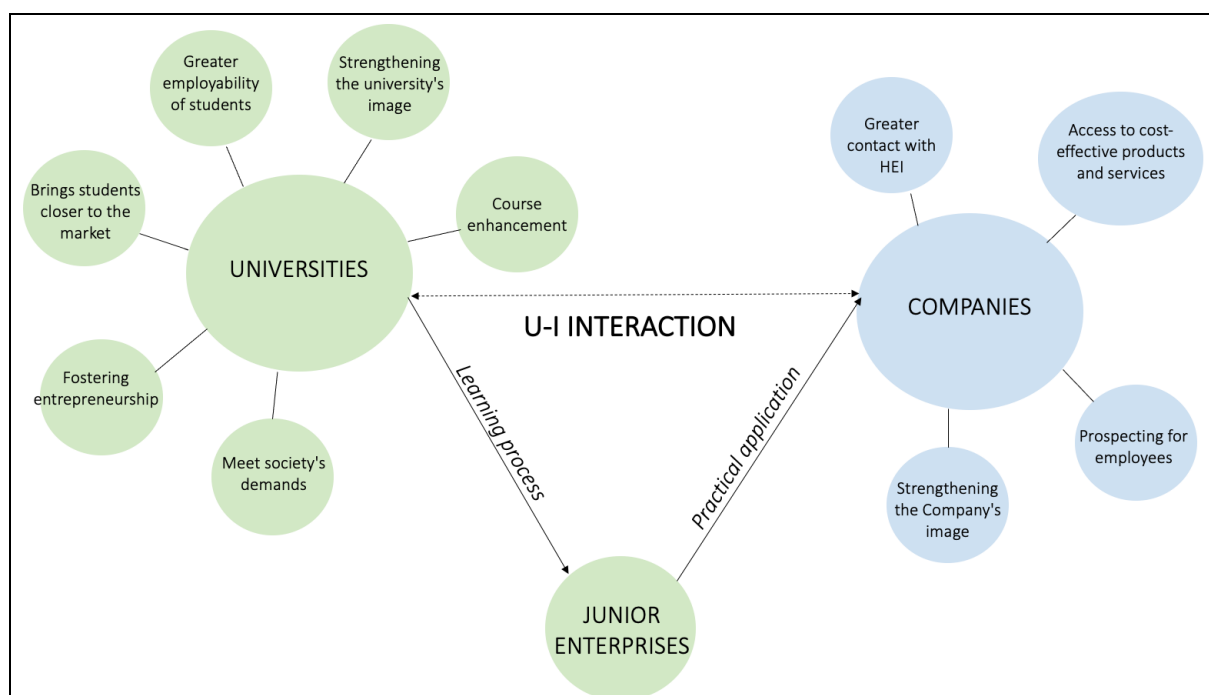 Greater
employability
of students
Strengthening
the university's
image
Brings students
closer to the
market
Course
enhancement
UNIVERSITIES
Fostering
entrepreneurship
Meet society's
demands
U-I INTERACTION
Learning process
Practical application
JUNIOR
ENTERPRISES
Greater
contact with
HEI
Access to cost-
effective products
and services
COMPANIES
Prospecting for
employees
Strengthening
the Company's
image